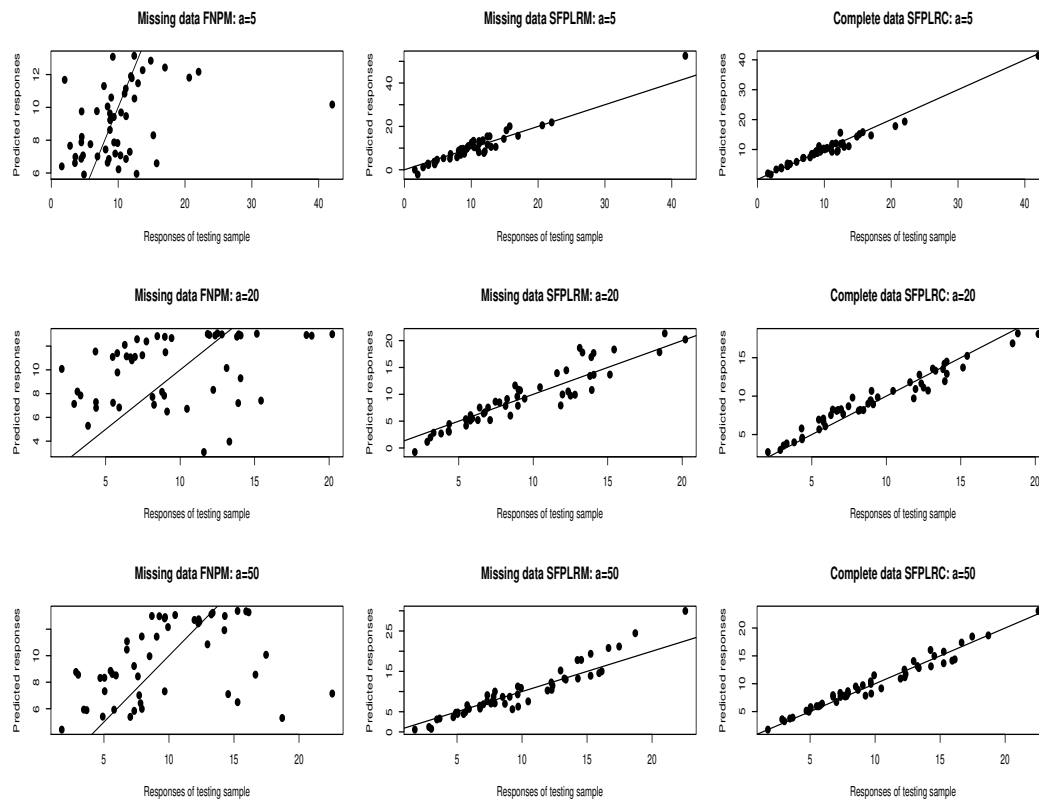 Missing data FNPM: a=5
Missing data SFPLRM: a=5
Complete data SFPLRC: a=5
Predicted responses
6 8 10 12
0 10 20 30 40
Responses of testing sample
Predicted responses
0 20 40
0 10 20 30 40
Responses of testing sample
Predicted responses
10 20 30 40
0 10 20 30 40
Responses of testing sample
Missing data FNPM: a=20
Missing data SFPLRM: a=20
Complete data SFPLRC: a=20
Predicted responses
4 6 8 10 12
5 10 15 20
Responses of testing sample
Predicted responses
0 5 10 15 20
5 10 15 20
Responses of testing sample
Predicted responses
5 10 15
5 10 15 20
Responses of testing sample
Missing data FNPM: a=50
Missing data SFPLRM: a=50
Complete data SFPLRC: a=50
Predicted responses
6 8 10
5 10 15 20
Responses of testing sample
Predicted responses
0 5 15 25
5 10 15 20
Responses of testing sample
Predicted responses
5 10 15 20
5 10 15 20
Responses of testing sample